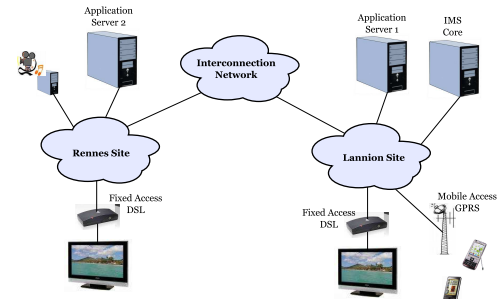 Application
Server 2
Application
Server 1
IMS
Core
Interconnection
Network
Rennes Site
Lannion Site
Fixed Access
DSL
Fixed Access
DSL
Mobile Access
GPRS